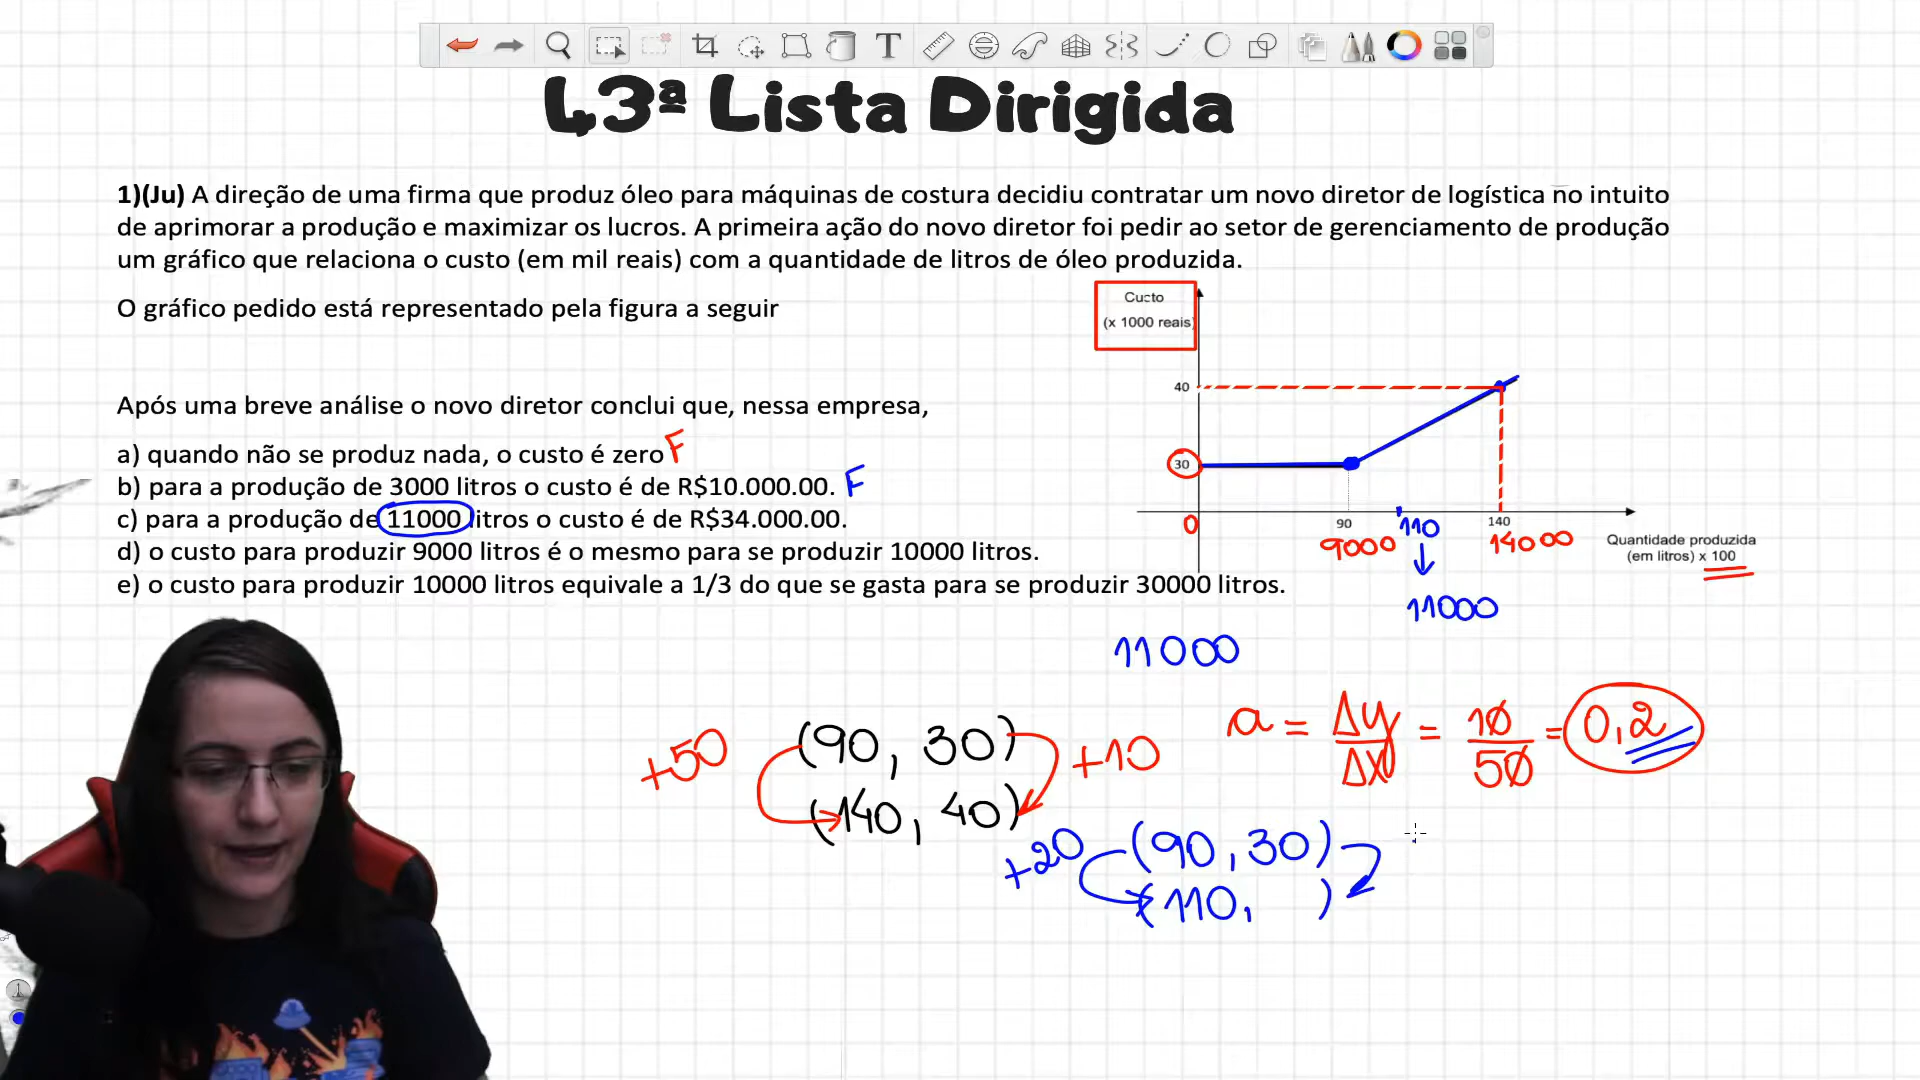 43ª Lista Dirigida
1)(Ju) A direção de uma firma que produz óleo para máquinas de costura decidiu contratar um novo diretor de logística no intuito
de aprimorar a produção e maximizar os lucros. A primeira ação do novo diretor foi pedir ao setor de gerenciamento de produção
um gráfico que relaciona o custo (em mil reais) com a quantidade de litros de óleo produzida.
O gráfico pedido está representado pela figura a seguir
Custo
(x 1000 reais)
40
30
0
90
110
140
9000
14000
11000
Quantidade produzida
(em litros) x 100
Após uma breve análise o novo diretor conclui que, nessa empresa,
a) quando não se produz nada, o custo é zero F
b) para a produção de 3000 litros o custo é de R$10.000.00. F
c) para a produção de 11000 litros o custo é de R$34.000.00.
d) o custo para produzir 9000 litros é o mesmo para se produzir 10000 litros.
e) o custo para produzir 10000 litros equivale a 1/3 do que se gasta para se produzir 30000 litros.
11000
+50 (90, 30) +10
(140, 40)
a = Δy/Δx = 10/50 = 0,2
+20 (90, 30)
(110, )